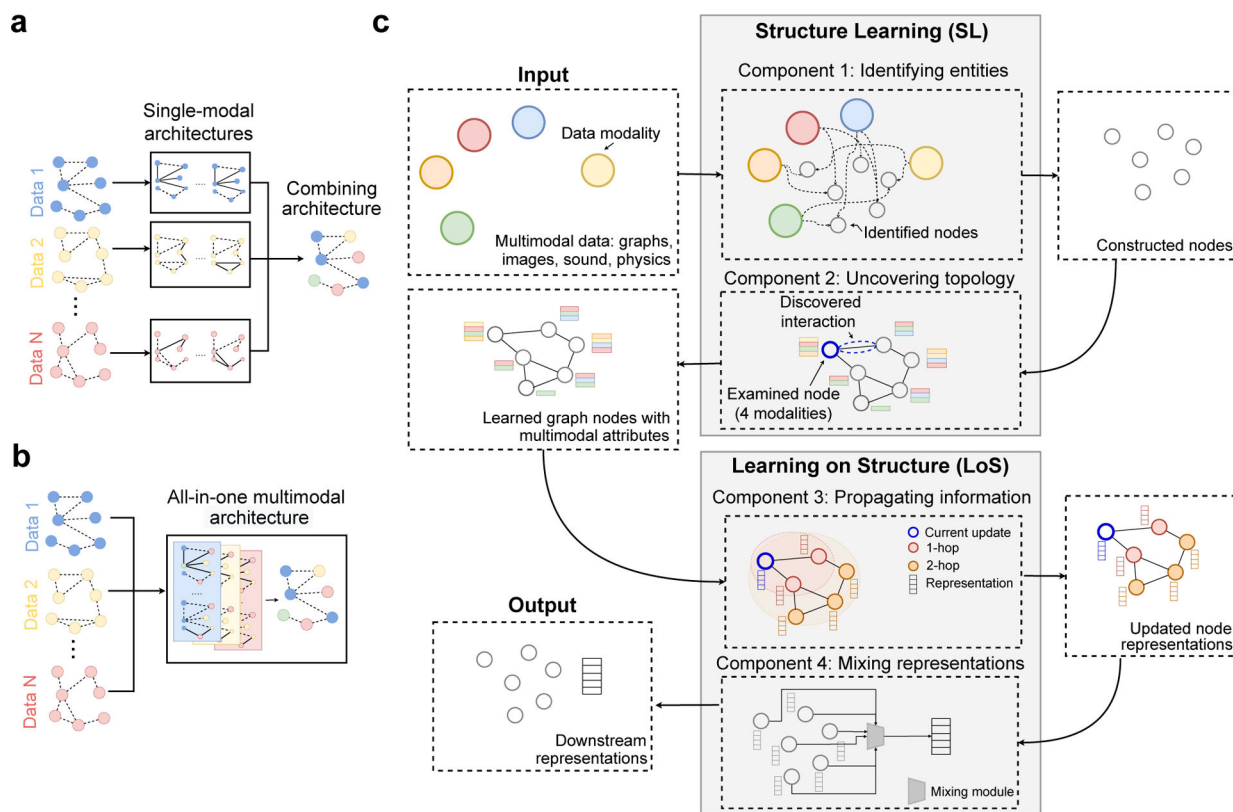 a
Single-modal
architectures
Data 1
Data 2
Data N
Combining
architecture
b
All-in-one multimodal
architecture
Data 1
Data 2
Data N
c
Input
Data modality
Multimodal data: graphs,
images, sound, physics
Structure Learning (SL)
Component 1: Identifying entities
Identified nodes
Constructed nodes
Component 2: Uncovering topology
Discovered
interaction
Examined node
(4 modalities)
Learned graph nodes with
multimodal attributes
Learning on Structure (LoS)
Component 3: Propagating information
Current update
1-hop
2-hop
Representation
Updated node
representations
Component 4: Mixing representations
Mixing module
Output
Downstream
representations